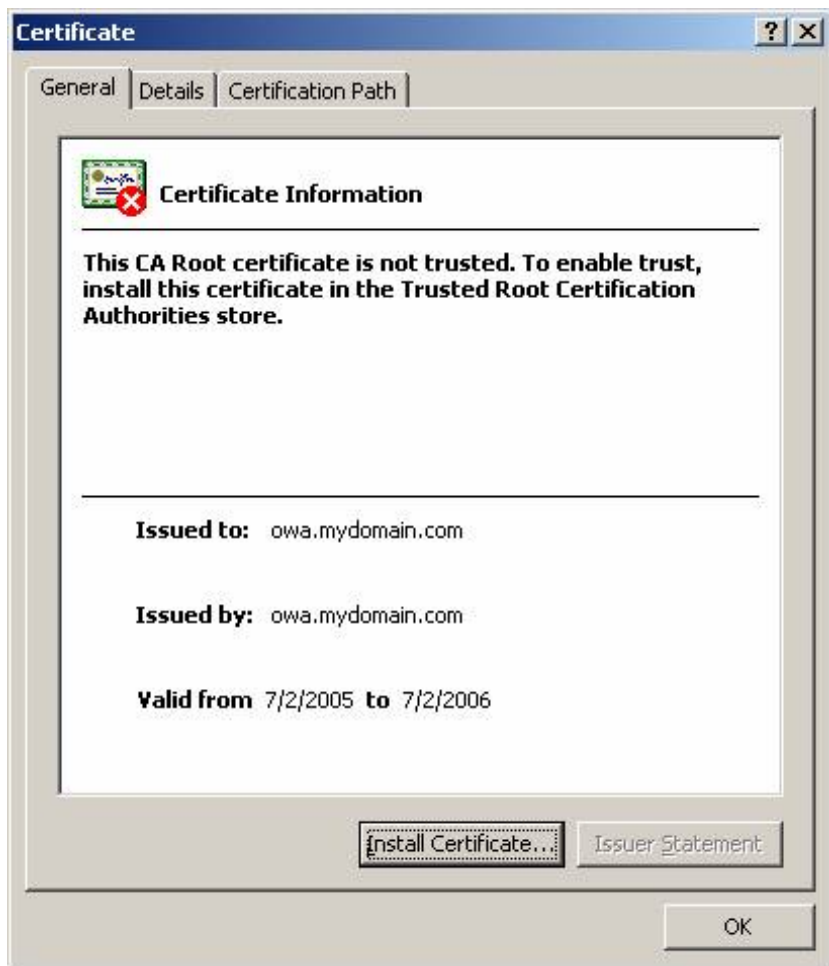 Certificate
General
Details
Certification Path
Certificate Information
This CA Root certificate is not trusted. To enable trust,
install this certificate in the Trusted Root Certification
Authorities store.
Issued to: owa.mydomain.com
Issued by: owa.mydomain.com
Valid from 7/2/2005 to 7/2/2006
Install Certificate...
Issuer Statement
OK